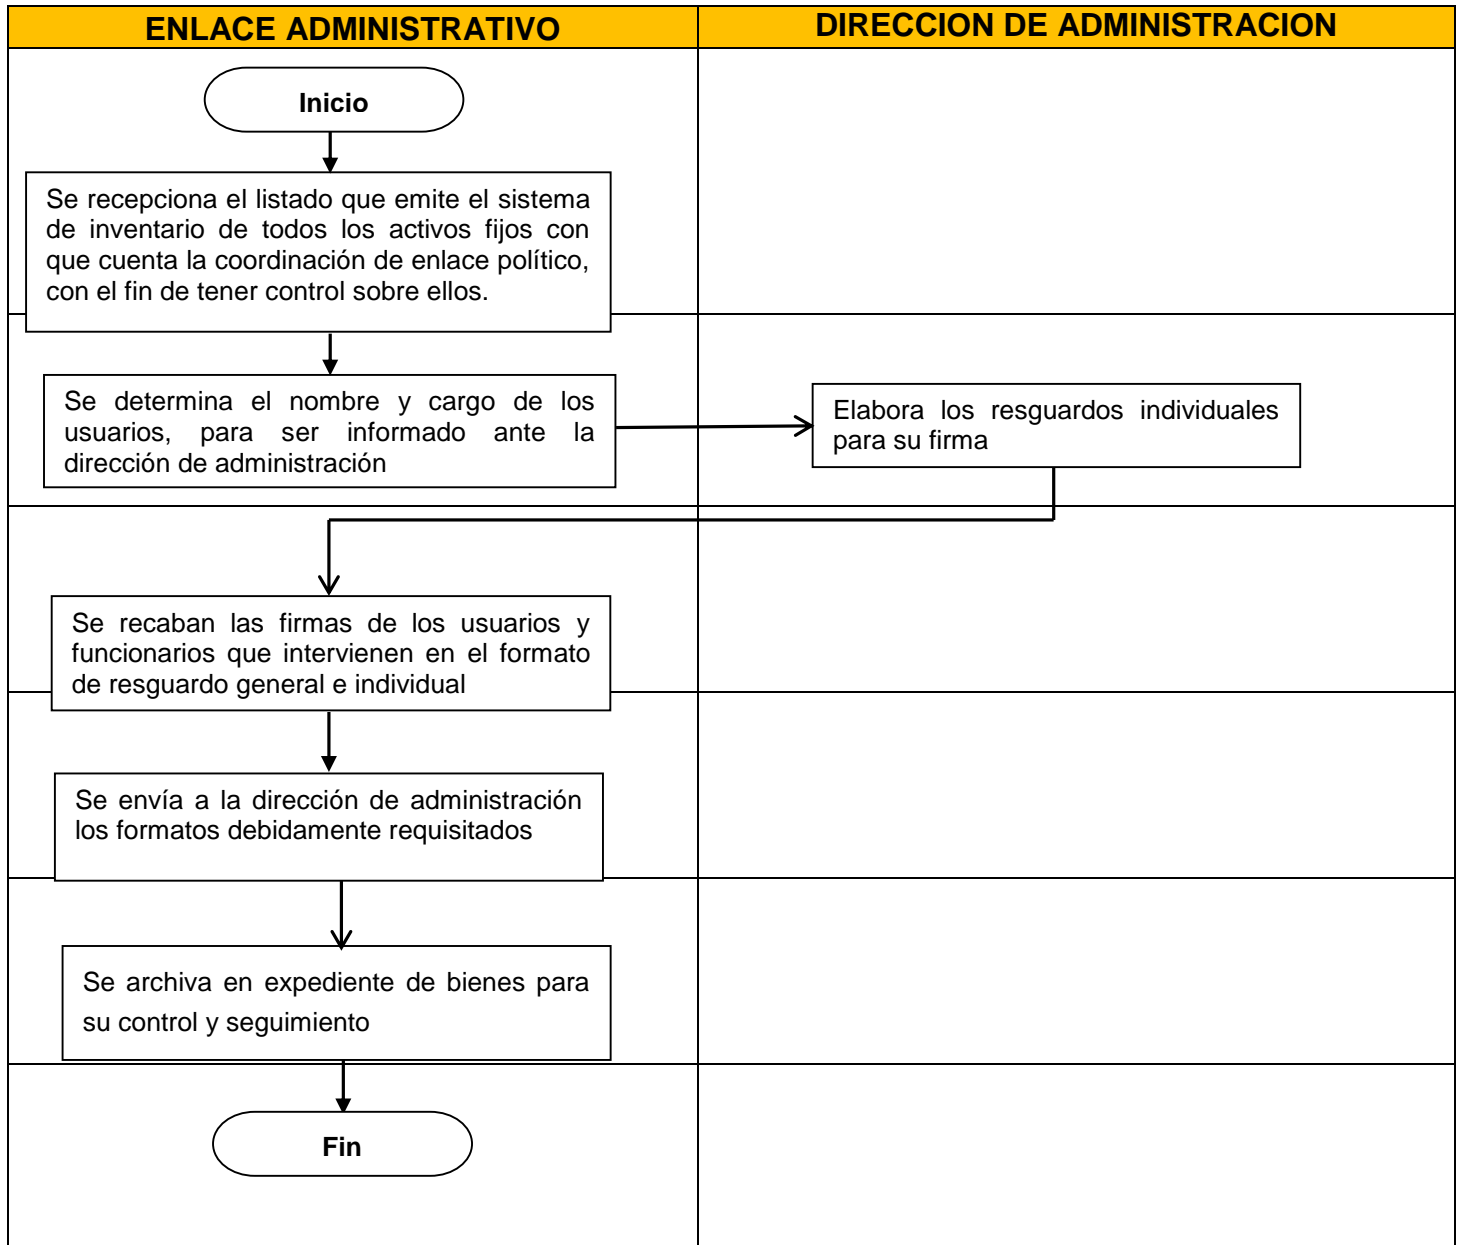 ENLACE ADMINISTRATIVO
DIRECCION DE ADMINISTRACION
Inicio
Se recepciona el listado que emite el sistema
de inventario de todos los activos fijos con
que cuenta la coordinación de enlace político,
con el fin de tener control sobre ellos.
Se determina el nombre y cargo de los
usuarios, para ser informado ante la
dirección de administración
Elabora los resguardos individuales
para su firma
Se recaban las firmas de los usuarios y
funcionarios que intervienen en el formato
de resguardo general e individual
Se envía a la dirección de administración
los formatos debidamente requisitados
Se archiva en expediente de bienes para
su control y seguimiento
Fin